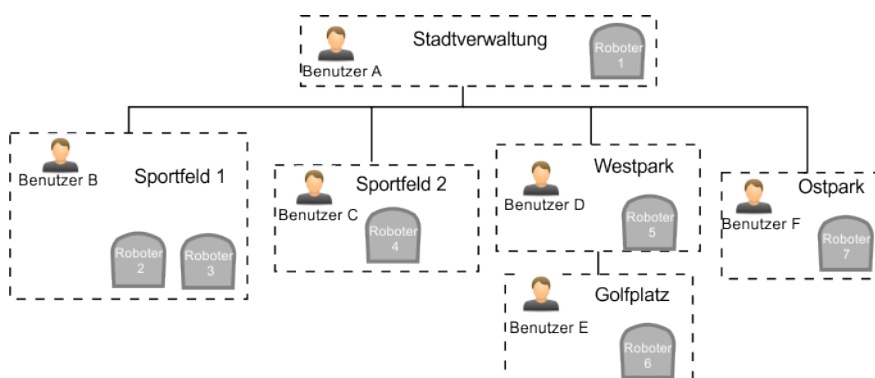 Stadtverwaltung
Benutzer A
Roboter
1
Sportfeld 1
Benutzer B
Roboter
2
Roboter
3
Sportfeld 2
Benutzer C
Roboter
4
Westpark
Benutzer D
Roboter
5
Ostpark
Benutzer F
Roboter
7
Golfplatz
Benutzer E
Roboter
6